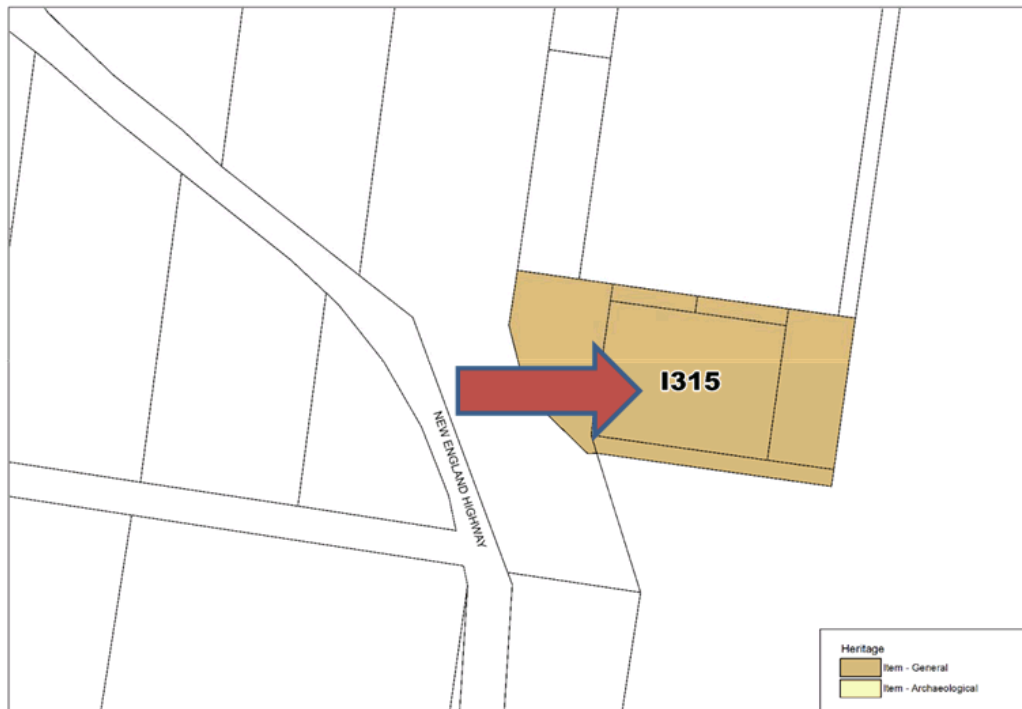 I315
NEW ENGLAND HIGHWAY
Heritage
Item - General
Item - Archaeological